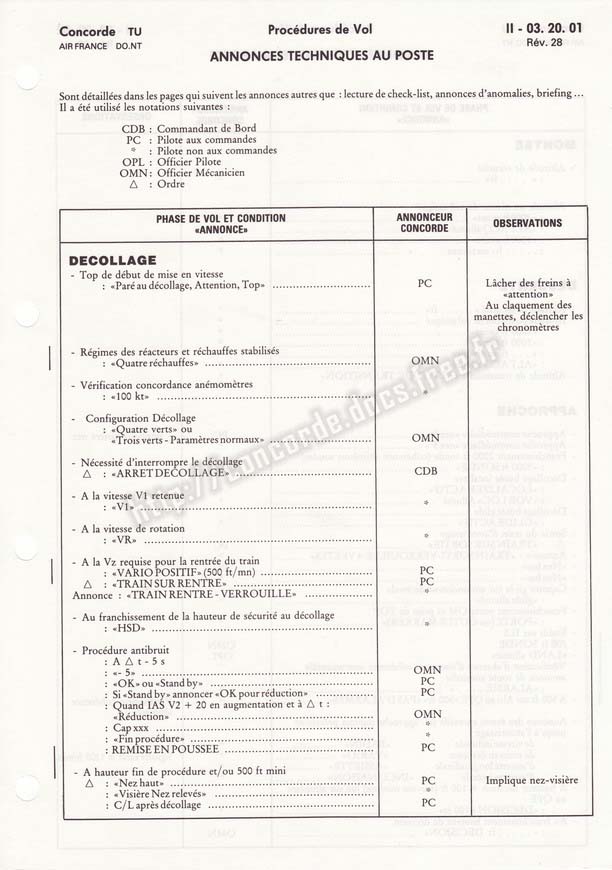 Concorde TU
Procédures de Vol
II - 03. 20. 01
AIR FRANCE DO.NT
Rév. 28
ANNONCES TECHNIQUES AU POSTE
Sont détaillées dans les pages qui suivent les annonces autres que : lecture de check-list, annonces d'anomalies, briefing ...
Il a été utilisé les notations suivantes :
CDB : Commandant de Bord
PC : Pilote aux commandes
* : Pilote non aux commandes
OPL : Officier Pilote
OMN : Officier Mécanicien
Δ : Ordre
PHASE DE VOL ET CONDITION «ANNONCE»
ANNONCEUR CONCORDE
OBSERVATIONS
DECOLLAGE
- Top de début de mise en vitesse
: «Paré au décollage, Attention, Top» .......... PC
Lâcher des freins à
«attention»
Au claquement des
manettes, déclencher les
chronomètres
- Régimes des réacteurs et réchauffes stabilisés
: «Quatre réchauffes» .......... OMN
- Vérification concordance anémomètres
: «100 kt» .......... *
- Configuration Décollage
: «Quatre verts» ou
«Trois verts - Paramètres normaux» .......... OMN
- Nécessité d'interrompre le décollage
Δ : «ARRET DECOLLAGE» .......... CDB
- A la vitesse V1 retenue
: «V1» .......... *
- A la vitesse de rotation
: «VR» .......... *
- A la Vz requise pour la rentrée du train
: «VARIO POSITIF» (500 ft/mn) .......... PC
Δ : «TRAIN SUR RENTRE» .......... PC
Annonce : «TRAIN RENTRE - VERROUILLE» .......... *
- Au franchissement de la hauteur de sécurité au décollage
: «HSD» .......... *
- Procédure antibruit
: A Δ t - 5 s
: «- 5» .......... OMN
: «OK» ou «Stand by» .......... PC
: Si «Stand by» annoncer «OK pour réduction» .......... PC
: Quand IAS V2 + 20 en augmentation et à Δ t :
«Réduction» .......... OMN
: Cap xxx .......... *
: «Fin procédure» .......... *
: REMISE EN POUSSEE .......... PC
- A hauteur fin de procédure et/ou 500 ft mini
Δ : «Nez haut» .......... PC
Implique nez-visière
: «Visière Nez relevés» .......... *
: C/L après décollage .......... PC
http://concorde.docs.free.fr